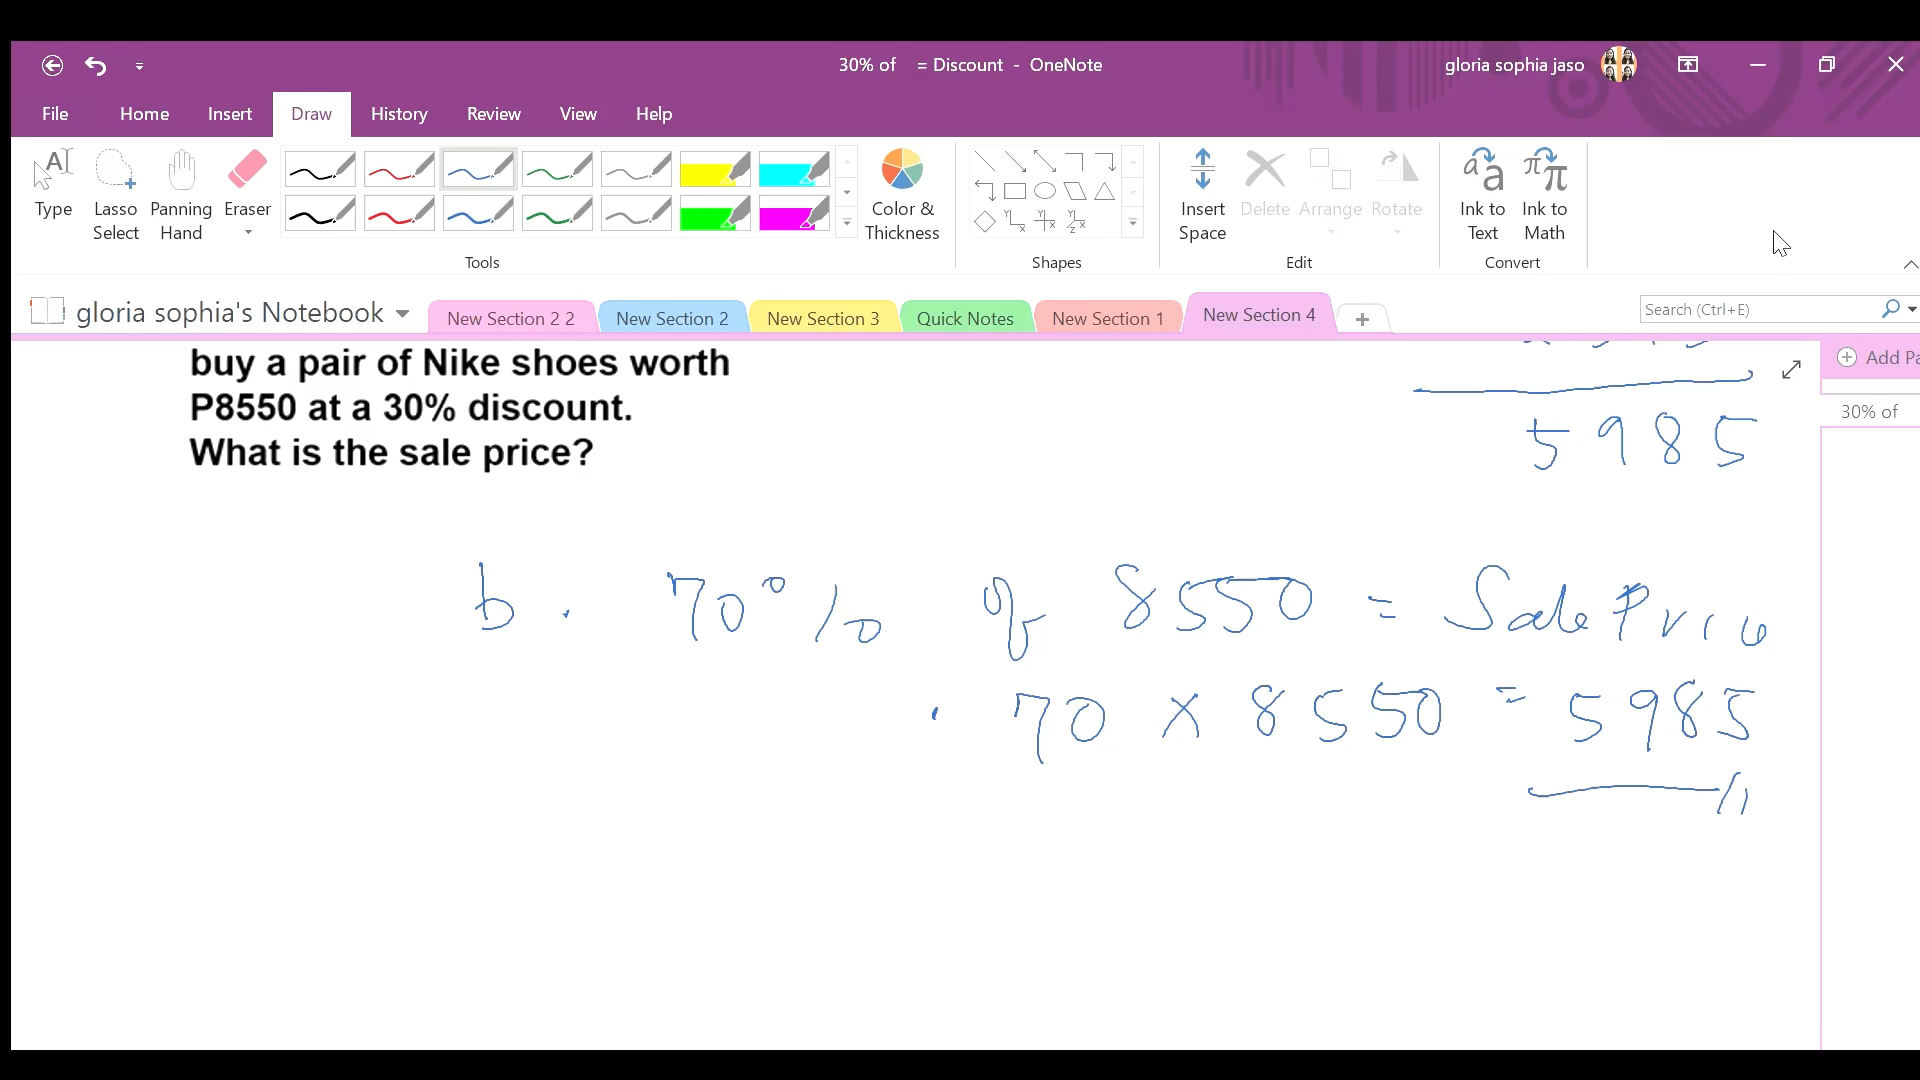 30% of = Discount - OneNote
gloria sophia jaso
File Home Insert Draw History Review View Help
Type
Lasso Select
Panning Hand
Eraser
Color & Thickness
Insert Space
Delete
Arrange
Rotate
Ink to Text
Ink to Math
Tools
Shapes
Edit
Convert
gloria sophia's Notebook
New Section 2 2
New Section 2
New Section 3
Quick Notes
New Section 1
New Section 4
Search (Ctrl+E)
buy a pair of Nike shoes worth
P8550 at a 30% discount.
What is the sale price?
Add Pa
30% of
5985
b. 70% of 8550 = Sale Price
.70 x 8550 = 5985